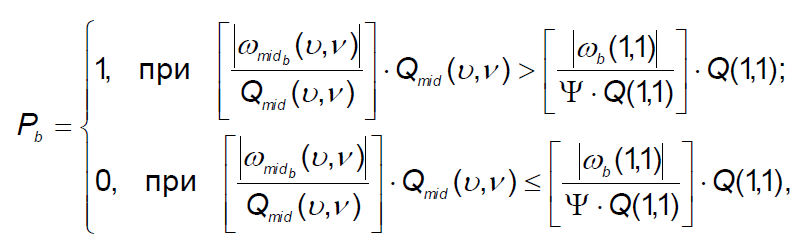 1, при [|ω_mid_b(υ,ν)| / Q_mid(υ,ν)] · Q_mid(υ,ν) > [|ω_b(1,1)| / Ψ · Q(1,1)] · Q(1,1);
P_b = {
0, при [|ω_mid_b(υ,ν)| / Q_mid(υ,ν)] · Q_mid(υ,ν) ≤ [|ω_b(1,1)| / Ψ · Q(1,1)] · Q(1,1),